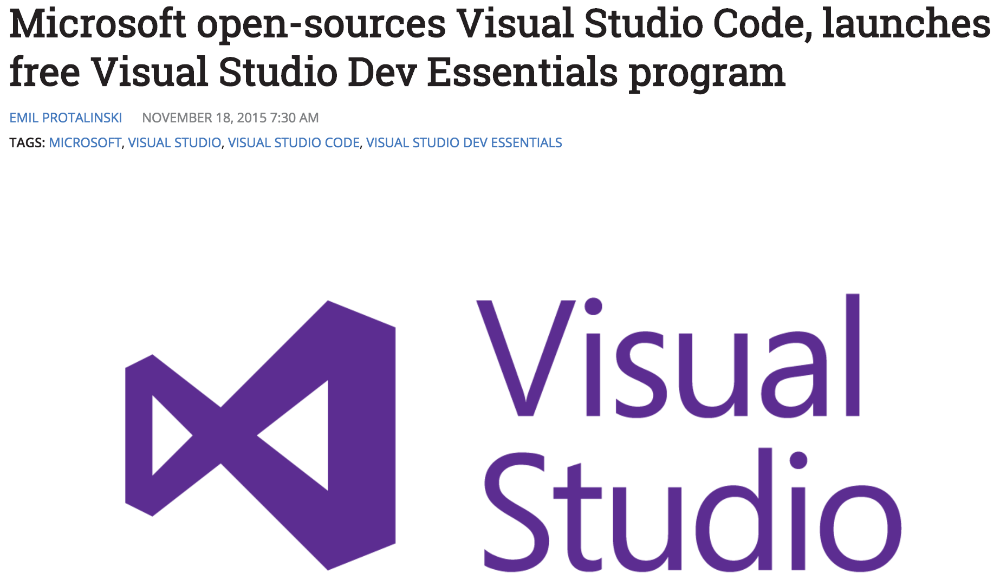 Microsoft open-sources Visual Studio Code, launches
free Visual Studio Dev Essentials program
EMIL PROTALINSKI NOVEMBER 18, 2015 7:30 AM
TAGS: MICROSOFT, VISUAL STUDIO, VISUAL STUDIO CODE, VISUAL STUDIO DEV ESSENTIALS
Visual
Studio